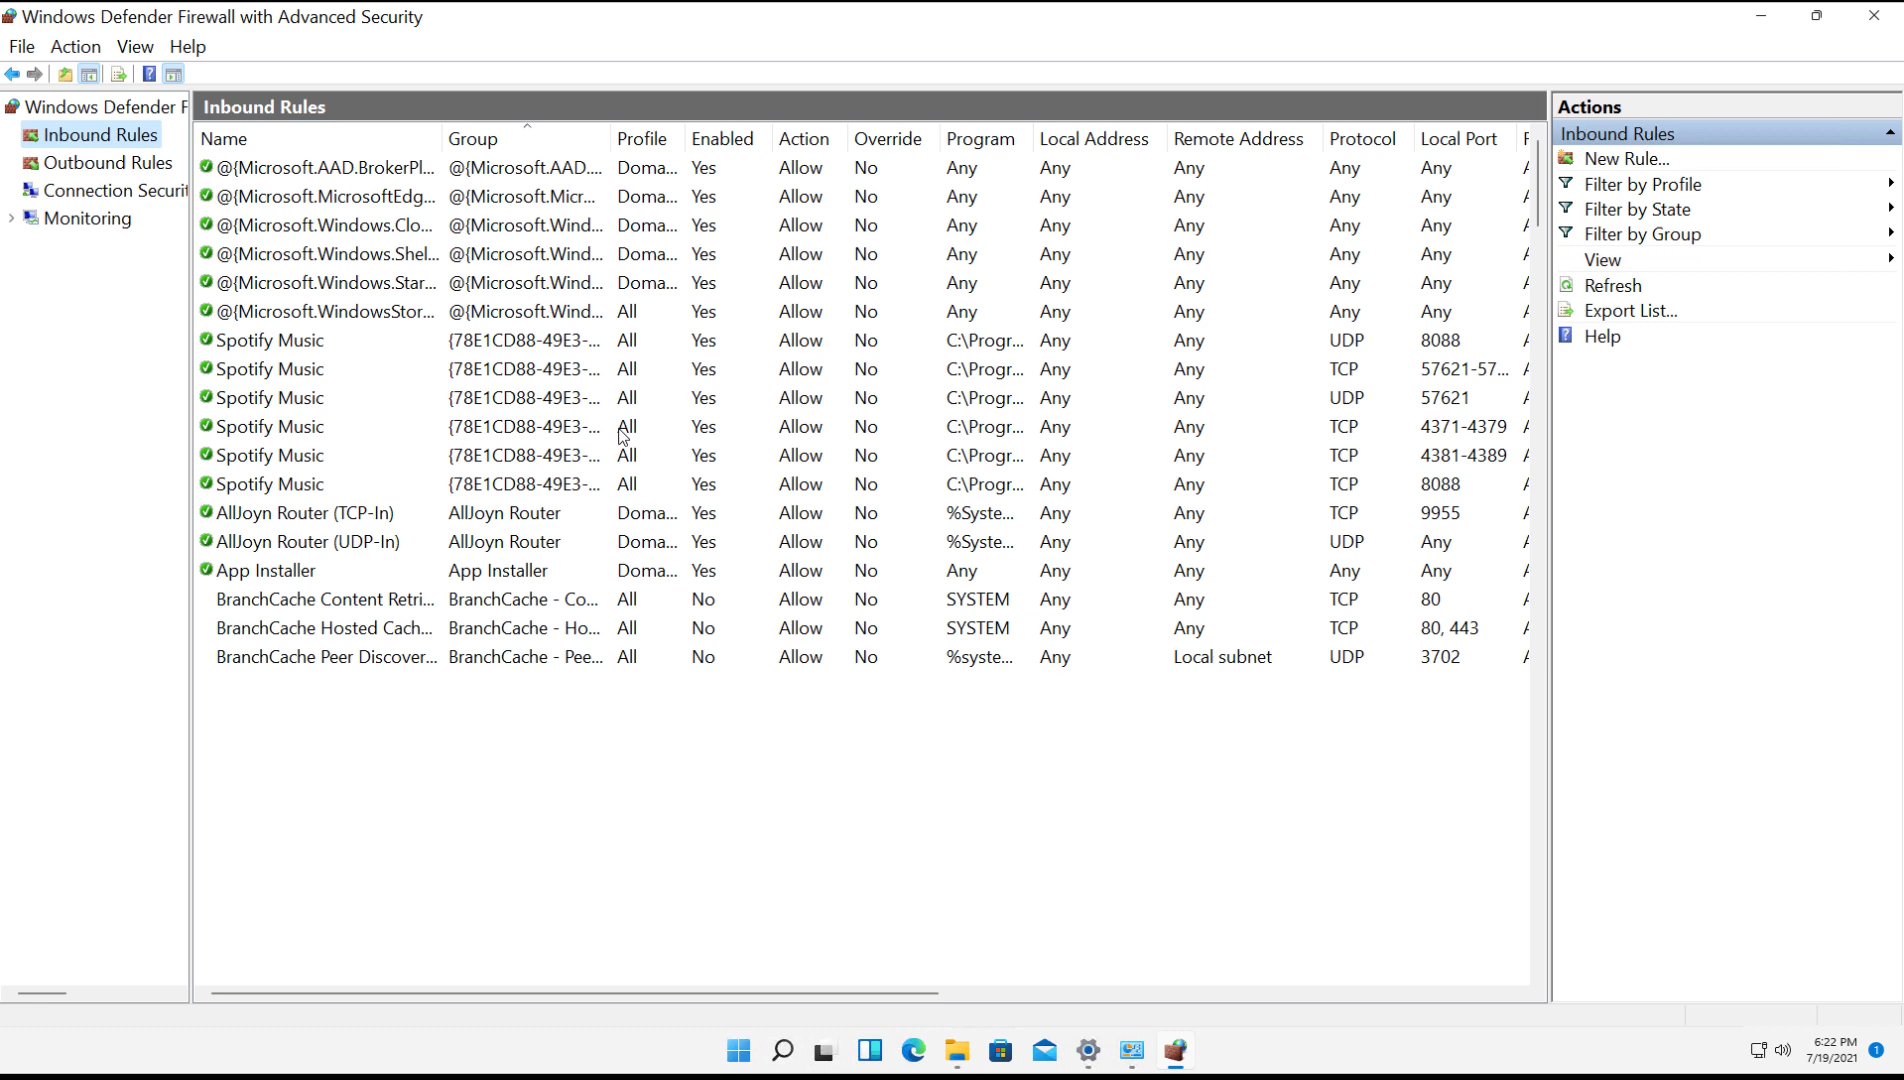 Windows Defender Firewall with Advanced Security
File Action View Help
Windows Defender F
Inbound Rules
Outbound Rules
Connection Securit
Monitoring
Inbound Rules
Name Group Profile Enabled Action Override Program Local Address Remote Address Protocol Local Port
@{Microsoft.AAD.BrokerPl... @{Microsoft.AAD.... Doma... Yes Allow No Any Any Any Any Any
@{Microsoft.MicrosoftEdg... @{Microsoft.Micr... Doma... Yes Allow No Any Any Any Any Any
@{Microsoft.Windows.Clo... @{Microsoft.Wind... Doma... Yes Allow No Any Any Any Any Any
@{Microsoft.Windows.Shel... @{Microsoft.Wind... Doma... Yes Allow No Any Any Any Any Any
@{Microsoft.Windows.Star... @{Microsoft.Wind... Doma... Yes Allow No Any Any Any Any Any
@{Microsoft.WindowsStor... @{Microsoft.Wind... All Yes Allow No Any Any Any Any Any
Spotify Music {78E1CD88-49E3-... All Yes Allow No C:\Progr... Any Any UDP 8088
Spotify Music {78E1CD88-49E3-... All Yes Allow No C:\Progr... Any Any TCP 57621-57...
Spotify Music {78E1CD88-49E3-... All Yes Allow No C:\Progr... Any Any UDP 57621
Spotify Music {78E1CD88-49E3-... All Yes Allow No C:\Progr... Any Any TCP 4371-4379
Spotify Music {78E1CD88-49E3-... All Yes Allow No C:\Progr... Any Any TCP 4381-4389
Spotify Music {78E1CD88-49E3-... All Yes Allow No C:\Progr... Any Any TCP 8088
AllJoyn Router (TCP-In) AllJoyn Router Doma... Yes Allow No %Syste... Any Any TCP 9955
AllJoyn Router (UDP-In) AllJoyn Router Doma... Yes Allow No %Syste... Any Any UDP Any
App Installer App Installer Doma... Yes Allow No Any Any Any Any Any
BranchCache Content Retri... BranchCache - Co... All No Allow No SYSTEM Any Any TCP 80
BranchCache Hosted Cach... BranchCache - Ho... All No Allow No SYSTEM Any Any TCP 80, 443
BranchCache Peer Discover... BranchCache - Pee... All No Allow No %syste... Any Local subnet UDP 3702
Actions
Inbound Rules
New Rule...
Filter by Profile
Filter by State
Filter by Group
View
Refresh
Export List...
Help
6:22 PM
7/19/2021
1